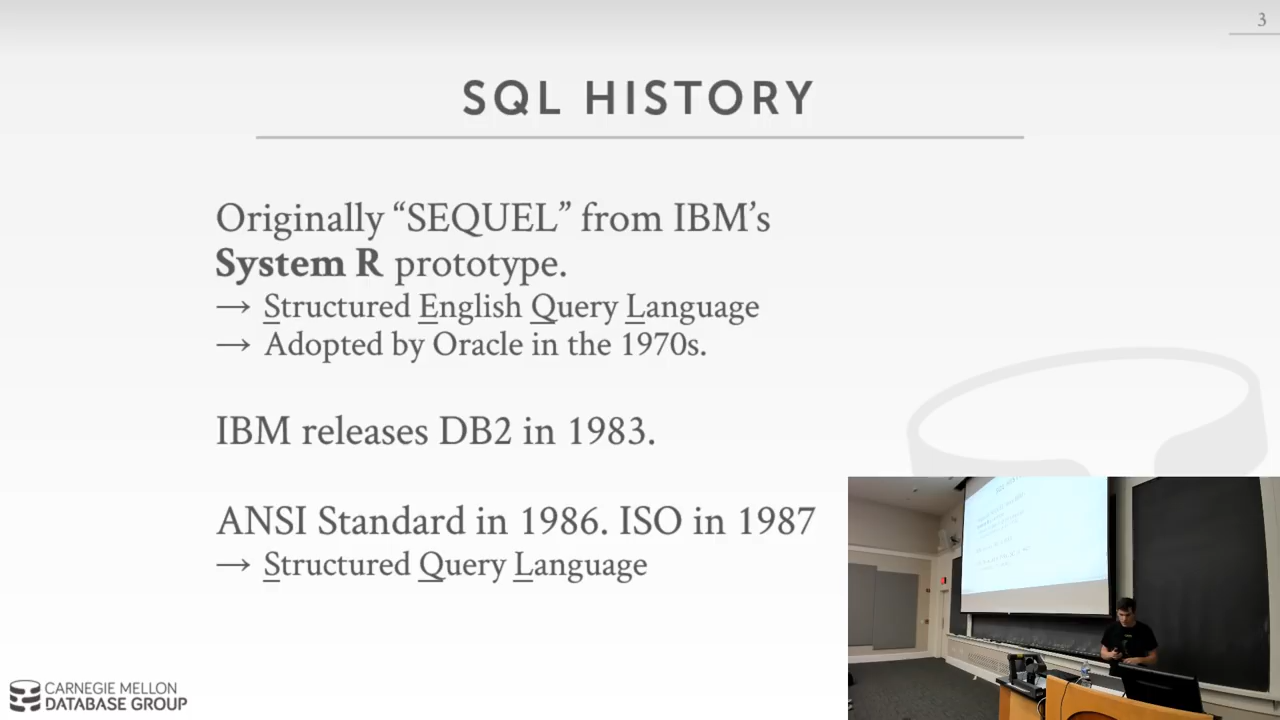 3
SQL HISTORY
Originally “SEQUEL” from IBM’s
System R prototype.
→ Structured English Query Language
→ Adopted by Oracle in the 1970s.
IBM releases DB2 in 1983.
ANSI Standard in 1986. ISO in 1987
→ Structured Query Language
CARNEGIE MELLON
DATABASE GROUP